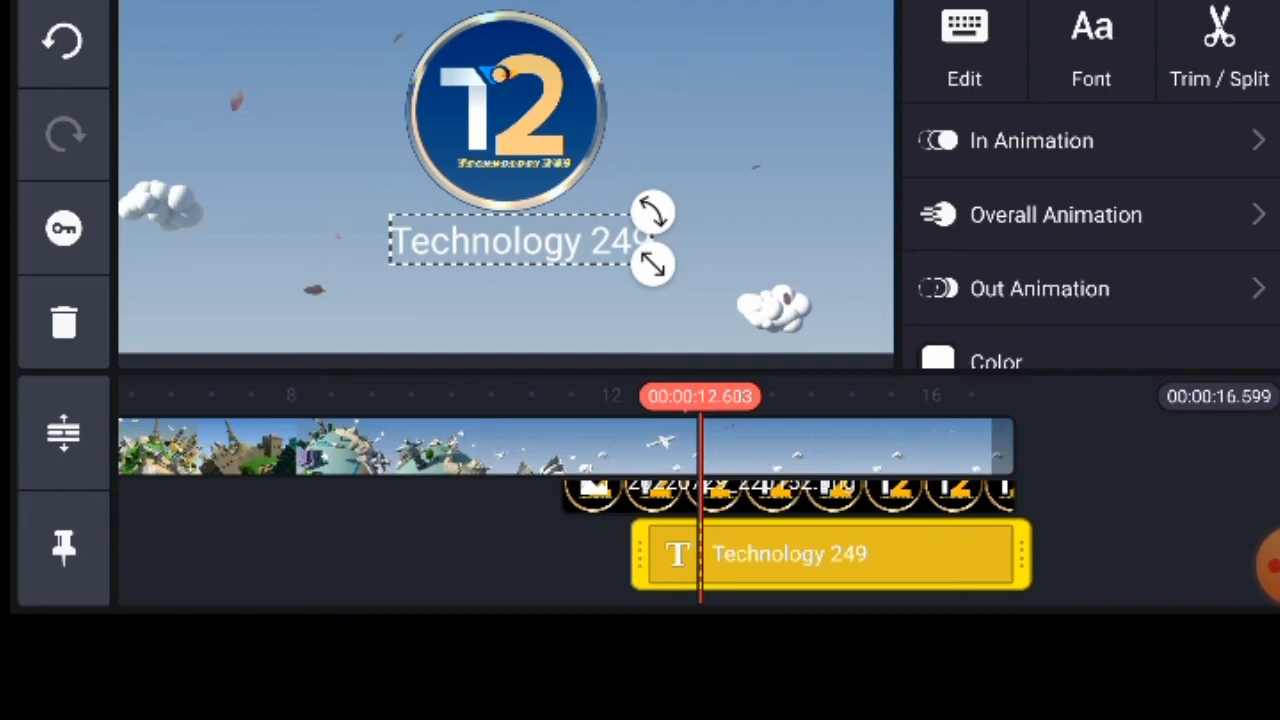 T2
TECHNOLOGY 249
Technology 249
Edit
Aa
Font
Trim / Split
In Animation
Overall Animation
Out Animation
Color
8
12
00:00:12.603
16
00:00:16.599
T Technology 249